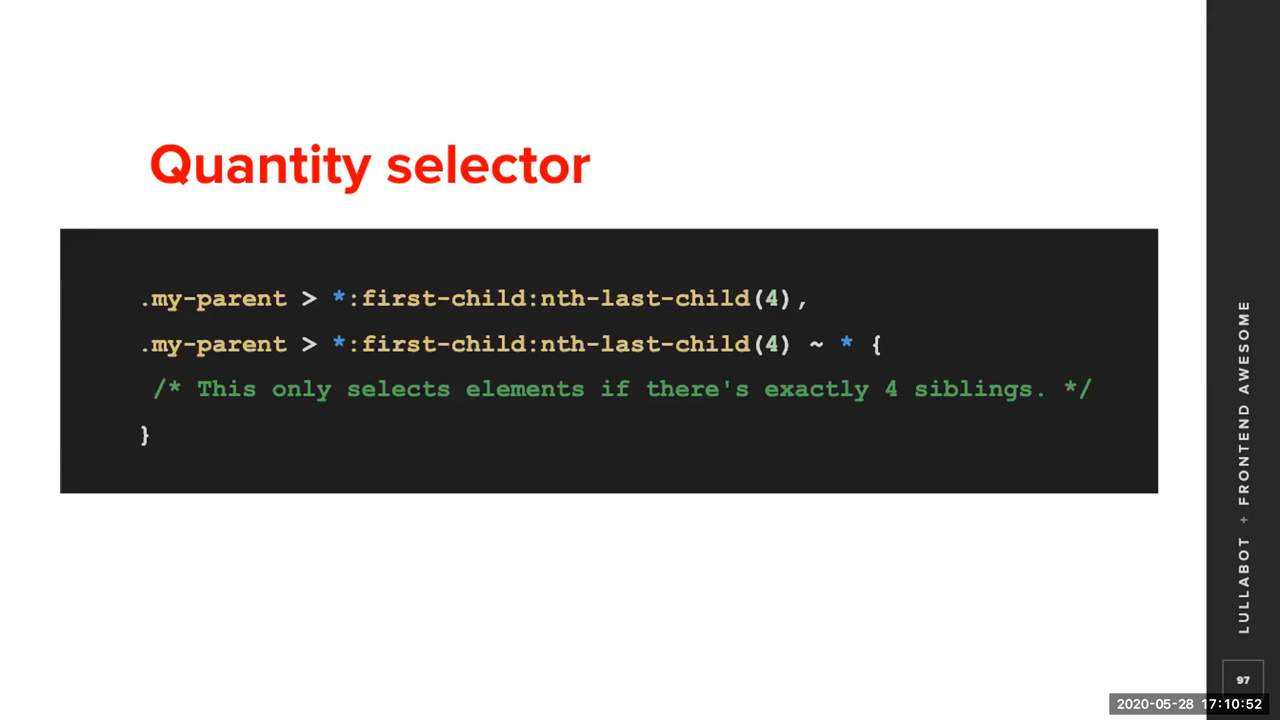 Quantity selector
.my-parent > *:first-child:nth-last-child(4),
.my-parent > *:first-child:nth-last-child(4) ~ * {
/* This only selects elements if there's exactly 4 siblings. */
}
LULLABOT + FRONTEND AWESOME
97
2020-05-28 17:10:52